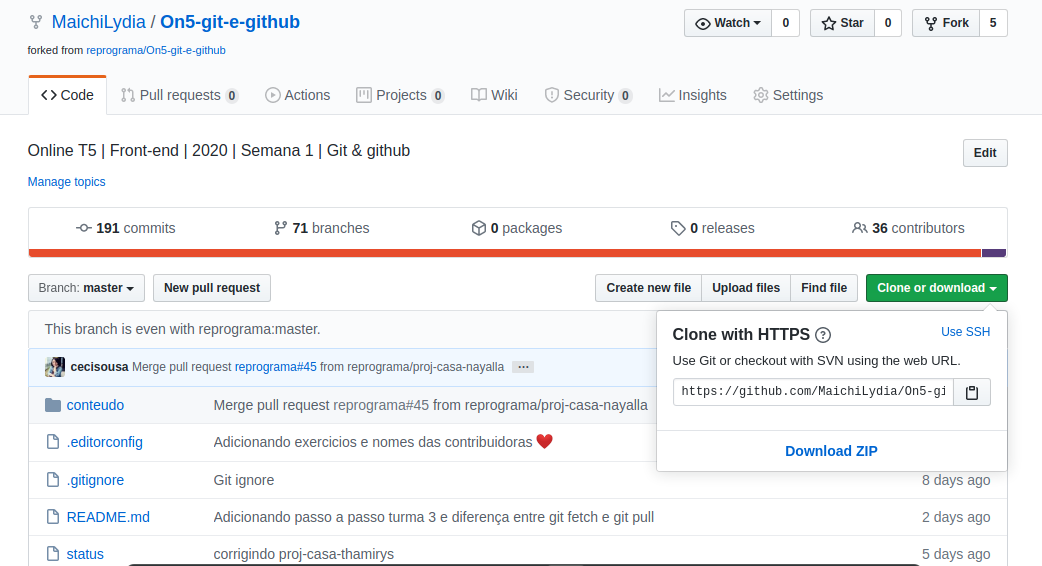 MaichiLydia / On5-git-e-github
Watch 0 Star 0 Fork 5
forked from reprograma/On5-git-e-github
Code Pull requests 0 Actions Projects 0 Wiki Security 0 Insights Settings
Online T5 | Front-end | 2020 | Semana 1 | Git & github
Edit
Manage topics
191 commits 71 branches 0 packages 0 releases 36 contributors
Branch: master New pull request Create new file Upload files Find file Clone or download
This branch is even with reprograma:master.
Clone with HTTPS ? Use SSH
Use Git or checkout with SVN using the web URL.
https://github.com/MaichiLydia/On5-gi
Download ZIP
cecisousa Merge pull request reprograma#45 from reprograma/proj-casa-nayalla ...
conteudo Merge pull request reprograma#45 from reprograma/proj-casa-nayalla
.editorconfig Adicionando exercicios e nomes das contribuidoras ❤️
.gitignore Git ignore 8 days ago
README.md Adicionando passo a passo turma 3 e diferença entre git fetch e git pull 2 days ago
status corrigindo proj-casa-thamirys 5 days ago